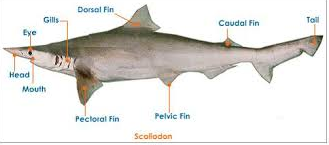 Dorsal Fin
Gills
Eye
Caudal Fin
Tail
Head
Mouth
Pectoral Fin
Pelvic Fin
Scoliodon